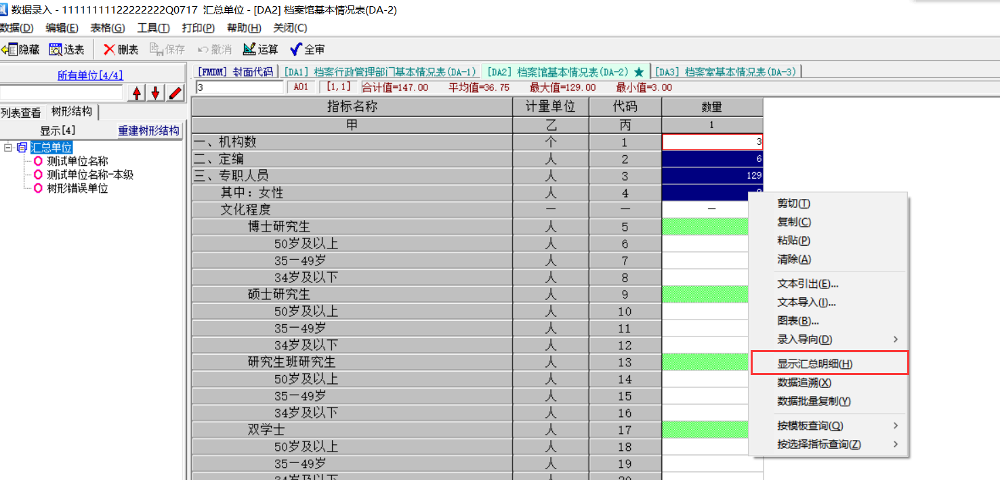 数据录入 - 11111111122222222Q0717 汇总单位 - [DA2] 档案馆基本情况表(DA-2)
数据(D) 编辑(E) 表格(G) 工具(T) 打印(P) 帮助(H) 关闭(C)
隐藏 选表 删表 保存 撤消 运算 全审
所有单位[4/4]
列表查看 树形结构
显示[4] 重建树形结构
汇总单位
测试单位名称
测试单位名称-本级
树形错误单位
[FMDM] 封面代码 [DA1] 档案行政管理部门基本情况表(DA-1) [DA2] 档案馆基本情况表(DA-2) ★ [DA3] 档案室基本情况表(DA-3)
3 A01 [1,1] 合计值=147.00 平均值=36.75 最大值=129.00 最小值=3.00
指标名称 计量单位 代码 数量
甲 乙 丙 1
一、机构数 个 1 3
二、定编 人 2 6
三、专职人员 人 3 129
其中：女性 人 4
文化程度 — — —
博士研究生 人 5
50岁及以上 人 6
35—49岁 人 7
34岁及以下 人 8
硕士研究生 人 9
50岁及以上 人 10
35—49岁 人 11
34岁及以下 人 12
研究生班研究生 人 13
50岁及以上 人 14
35—49岁 人 15
34岁及以下 人 16
双学士 人 17
50岁及以上 人 18
35—49岁 人 19
34岁及以下 人 20
剪切(T)
复制(C)
粘贴(P)
清除(A)
文本引出(E)...
文本导入(I)...
图表(B)...
录入导向(D)
显示汇总明细(H)
数据追溯(X)
数据批量复制(Y)
按模板查询(Q)
按选择指标查询(Z)